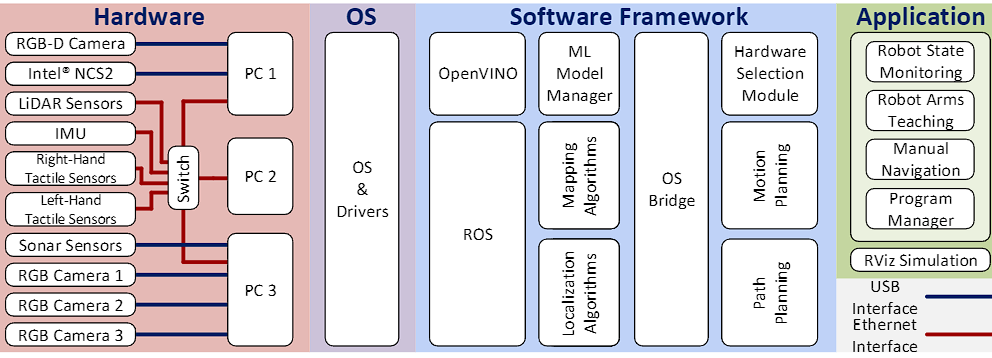 Hardware
RGB-D Camera
Intel® NCS2
LiDAR Sensors
IMU
Right-Hand
Tactile Sensors
Left-Hand
Tactile Sensors
Sonar Sensors
RGB Camera 1
RGB Camera 2
RGB Camera 3
Switch
PC 1
PC 2
PC 3
OS
OS
&
Drivers
Software Framework
OpenVINO
ROS
ML
Model
Manager
Mapping
Algorithms
Localization
Algorithms
OS
Bridge
Hardware
Selection
Module
Motion
Planning
Path
Planning
Application
Robot State
Monitoring
Robot Arms
Teaching
Manual
Navigation
Program
Manager
RViz Simulation
USB
Interface
Ethernet
Interface